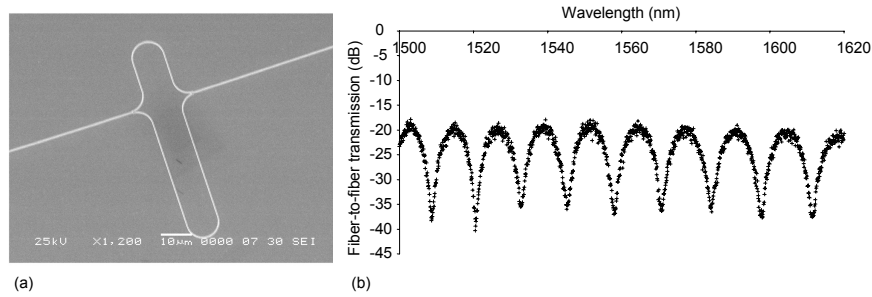 25kV X1,200 10µm 0000 07 30 SEI
(a)
Wavelength (nm)
1500 1520 1540 1560 1580 1600 1620
Fiber-to-fiber transmission (dB)
0
-5
-10
-15
-20
-25
-30
-35
-40
-45
(b)